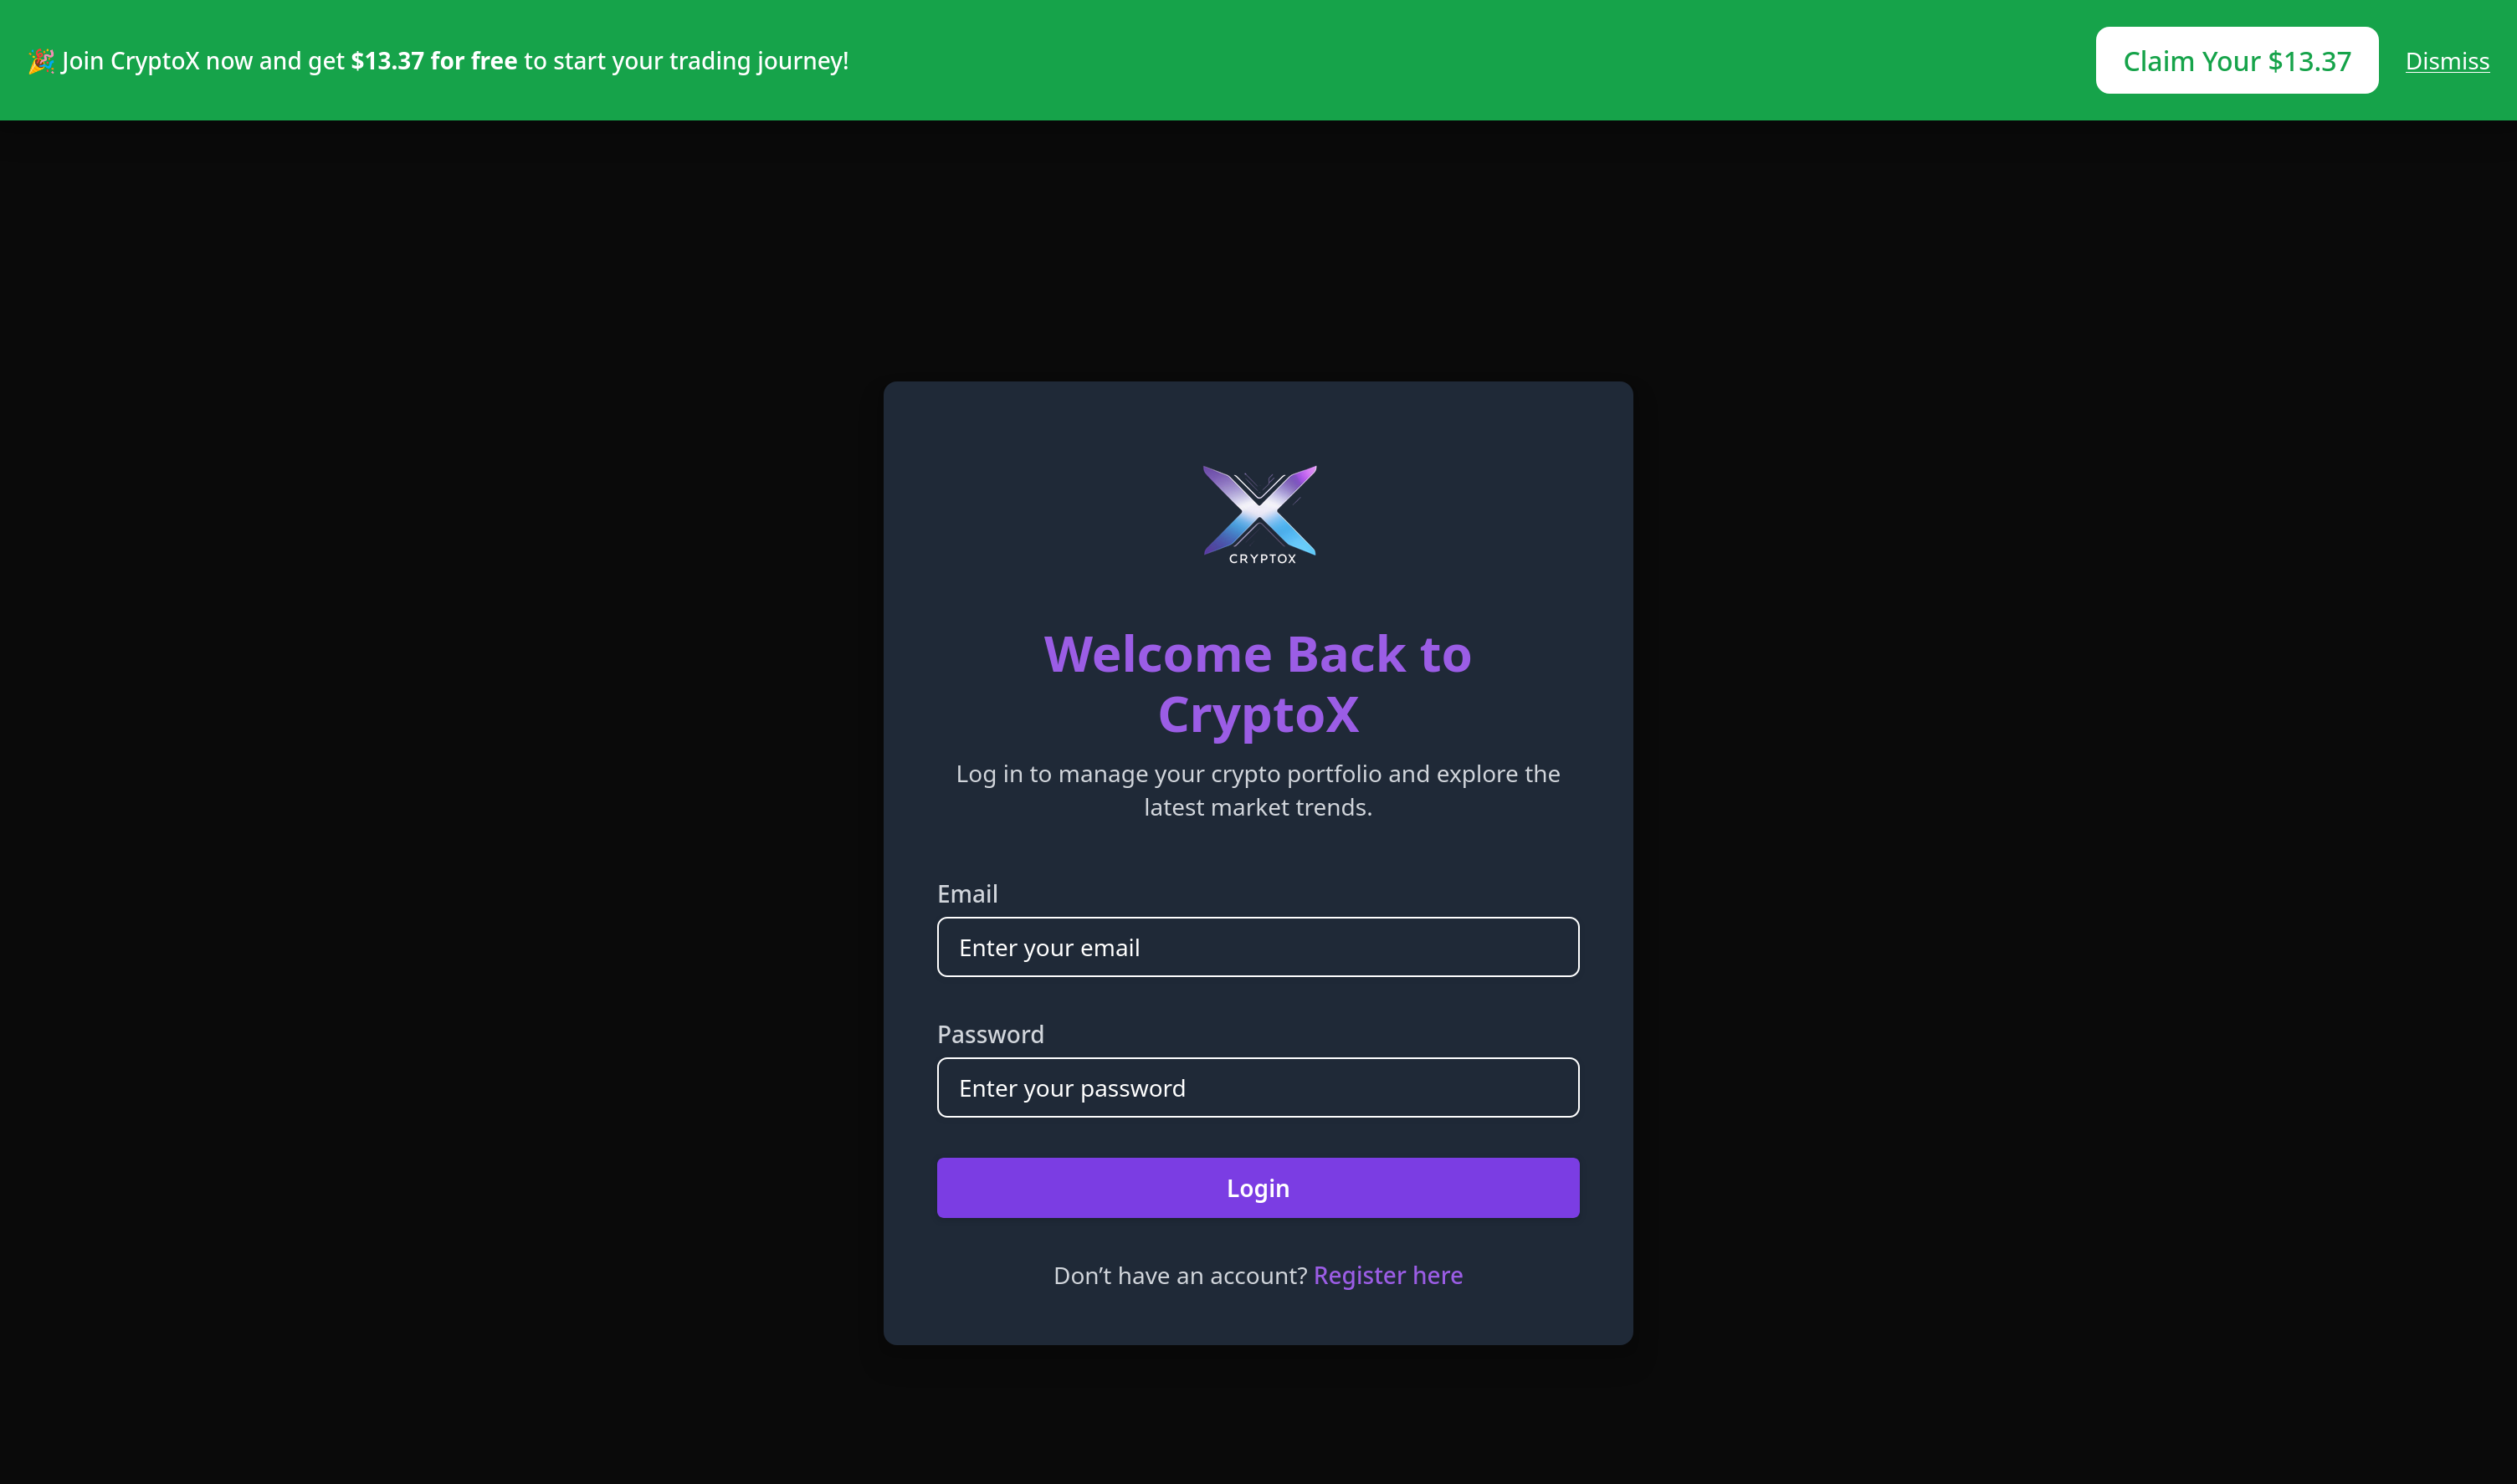 🎉 Join CryptoX now and get $13.37 for free to start your trading journey!
Claim Your $13.37
Dismiss
CRYPTOX
Welcome Back to
CryptoX
Log in to manage your crypto portfolio and explore the
latest market trends.
Email
Enter your email
Password
Enter your password
Login
Don’t have an account? Register here